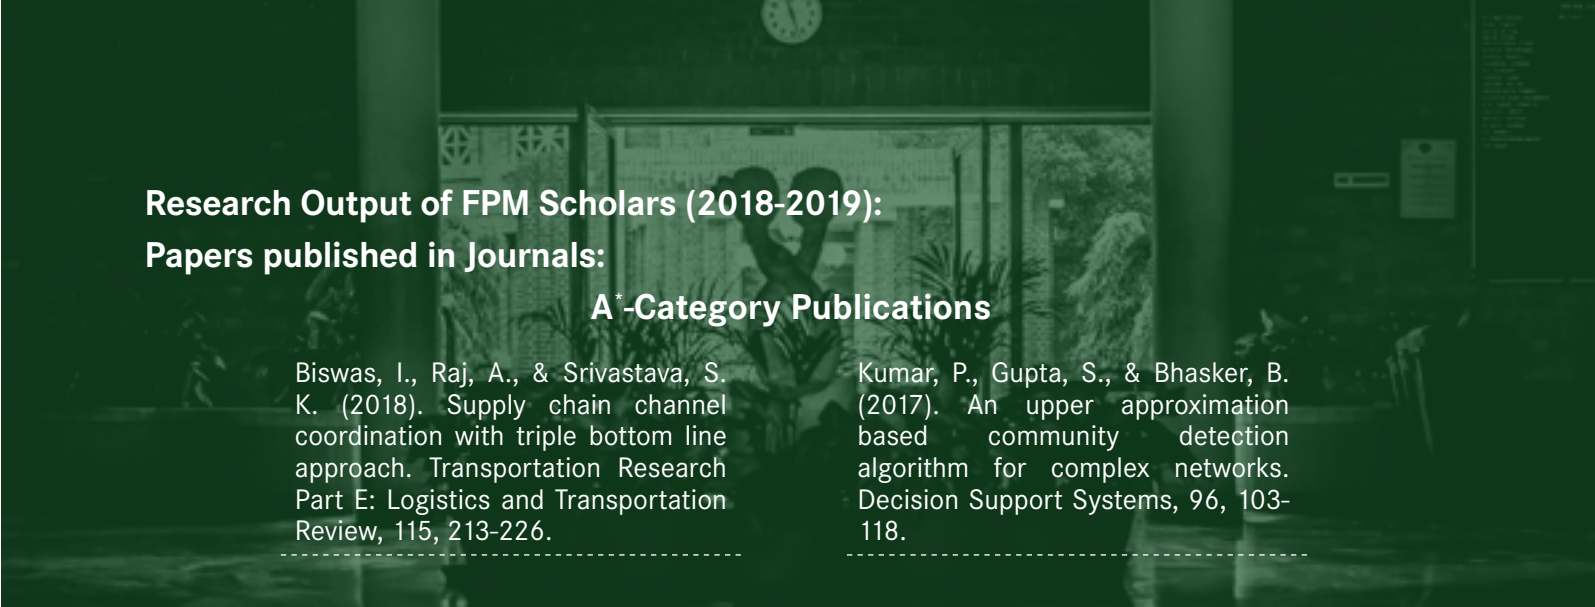 Research Output of FPM Scholars (2018-2019):
Papers published in Journals:
A*-Category Publications
Biswas, I., Raj, A., & Srivastava, S.
K. (2018). Supply chain channel
coordination with triple bottom line
approach. Transportation Research
Part E: Logistics and Transportation
Review, 115, 213-226.
Kumar, P., Gupta, S., & Bhasker, B.
(2017). An upper approximation
based community detection
algorithm for complex networks.
Decision Support Systems, 96, 103-
118.